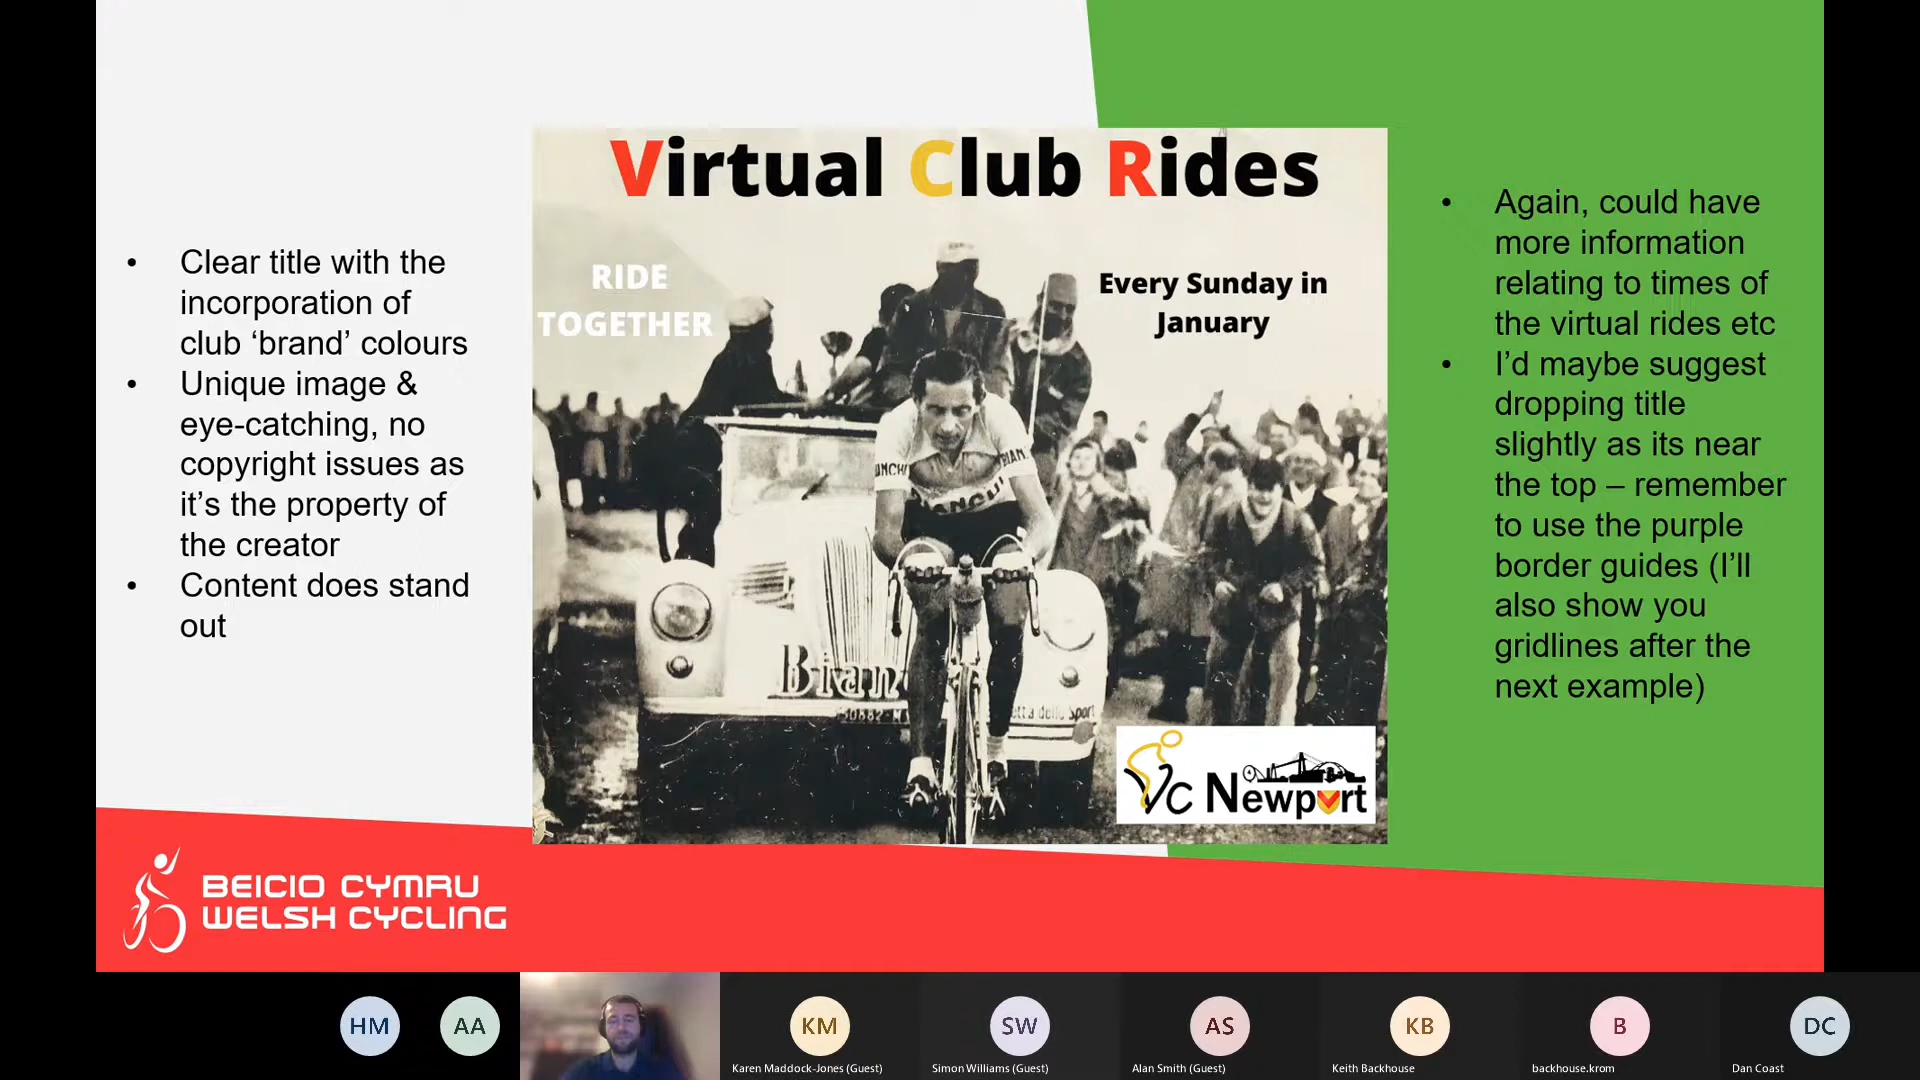 Virtual Club Rides
RIDE
TOGETHER
Every Sunday in
January
• Clear title with the
incorporation of
club ‘brand’ colours
• Unique image &
eye-catching, no
copyright issues as
it’s the property of
the creator
• Content does stand
out
• Again, could have
more information
relating to times of
the virtual rides etc
• I’d maybe suggest
dropping title
slightly as its near
the top – remember
to use the purple
border guides (I’ll
also show you
gridlines after the
next example)
Bian
VC Newport
BEICIO CYMRU
WELSH CYCLING
HM
AA
KM
SW
AS
KB
B
DC
Karen Maddock-Jones (Guest)
Simon Williams (Guest)
Alan Smith (Guest)
Keith Backhouse
backhouse.krom
Dan Coast